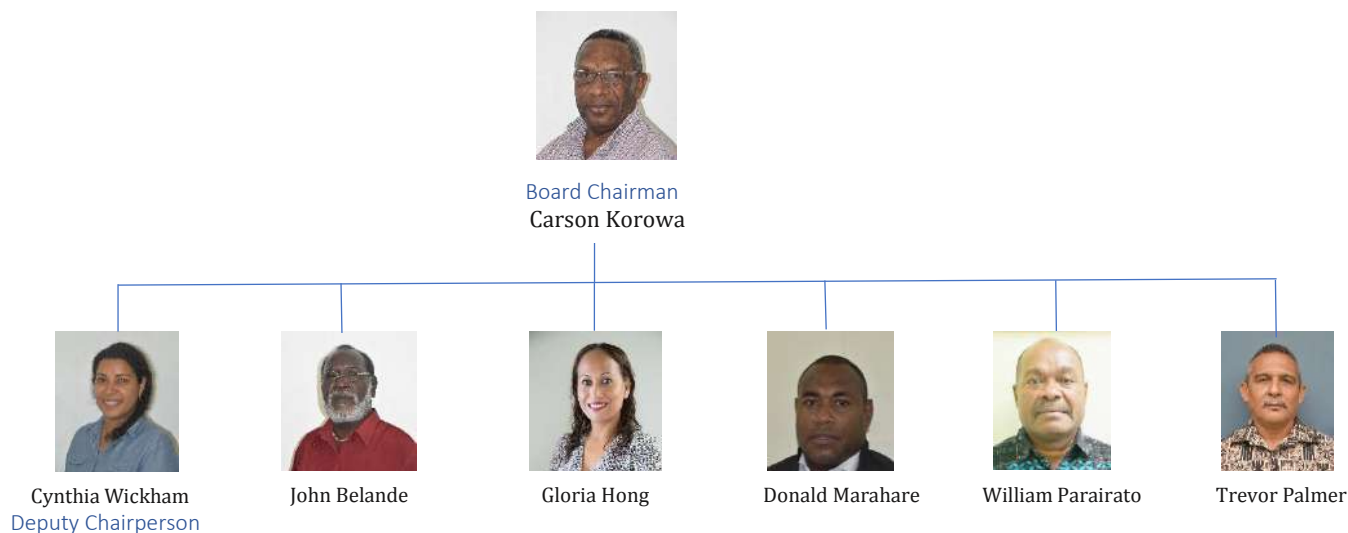 Board Chairman
Carson Korowa
Cynthia Wickham
Deputy Chairperson
John Belande
Gloria Hong
Donald Marahare
William Parairato
Trevor Palmer